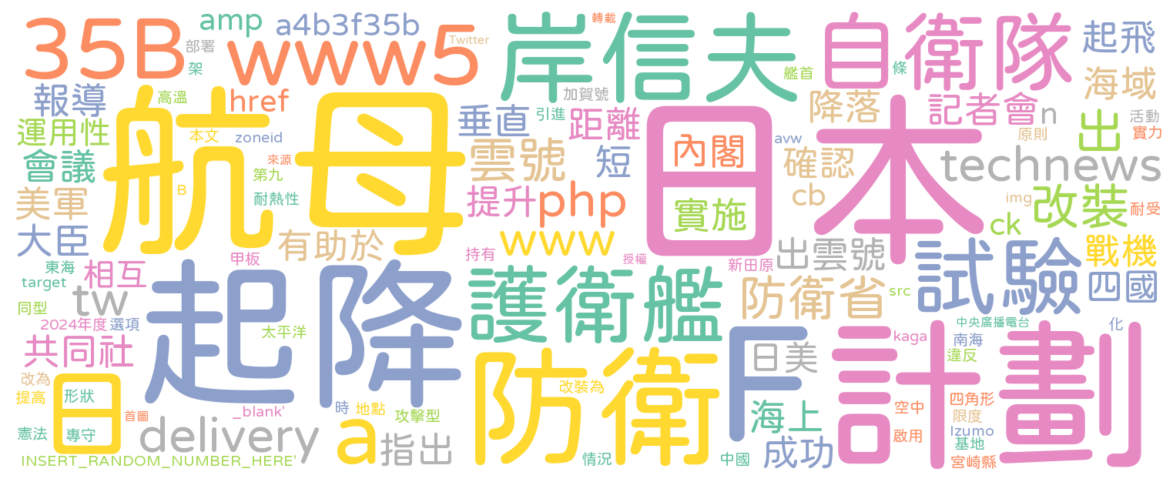 35B
www5
岸信夫
自衛隊
amp
a4b3f35b
部署
架
Twitter
轉載
艦首
條
起飛
海域
報導
高溫
href
加賀號
降落
記者會
n
活動
實力
運用性
航母
本文
zoneid
垂直
引進
距離
日本
內閣
avw
原則
出
會議
來源
第九
雲號
短
確認
technews
美軍
B
耐熱性
提升
php
實施
cb
img
改裝
耐受
ck
大臣
有助於
www
出雲號
試驗
戰機
甲板
持有
授權
新田原
四國
東海
target
相互
tw
起降
護衛艦
防衛省
src
同型
2024年度
選項
太平洋
中央廣播電台
化
共同社
日美
kaga
南海
違反
F
計劃
改為
提高
日
形狀
防衛
改裝為
_blank'
時
地點
攻擊型
海上
空中
四角形
限度
首圖
憲法
專守
delivery
a
指出
啟用
Izumo
基地
INSERT_RANDOM_NUMBER_HERE'
情況
中國
成功
宮崎縣